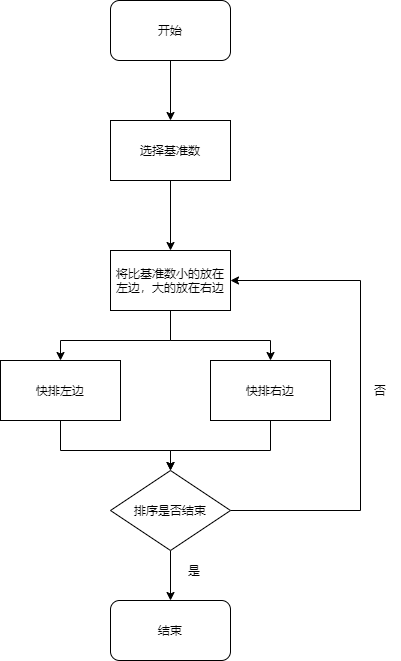 开始
选择基准数
将比基准数小的放在
左边，大的放在右边
快排左边
快排右边
否
排序是否结束
是
结束